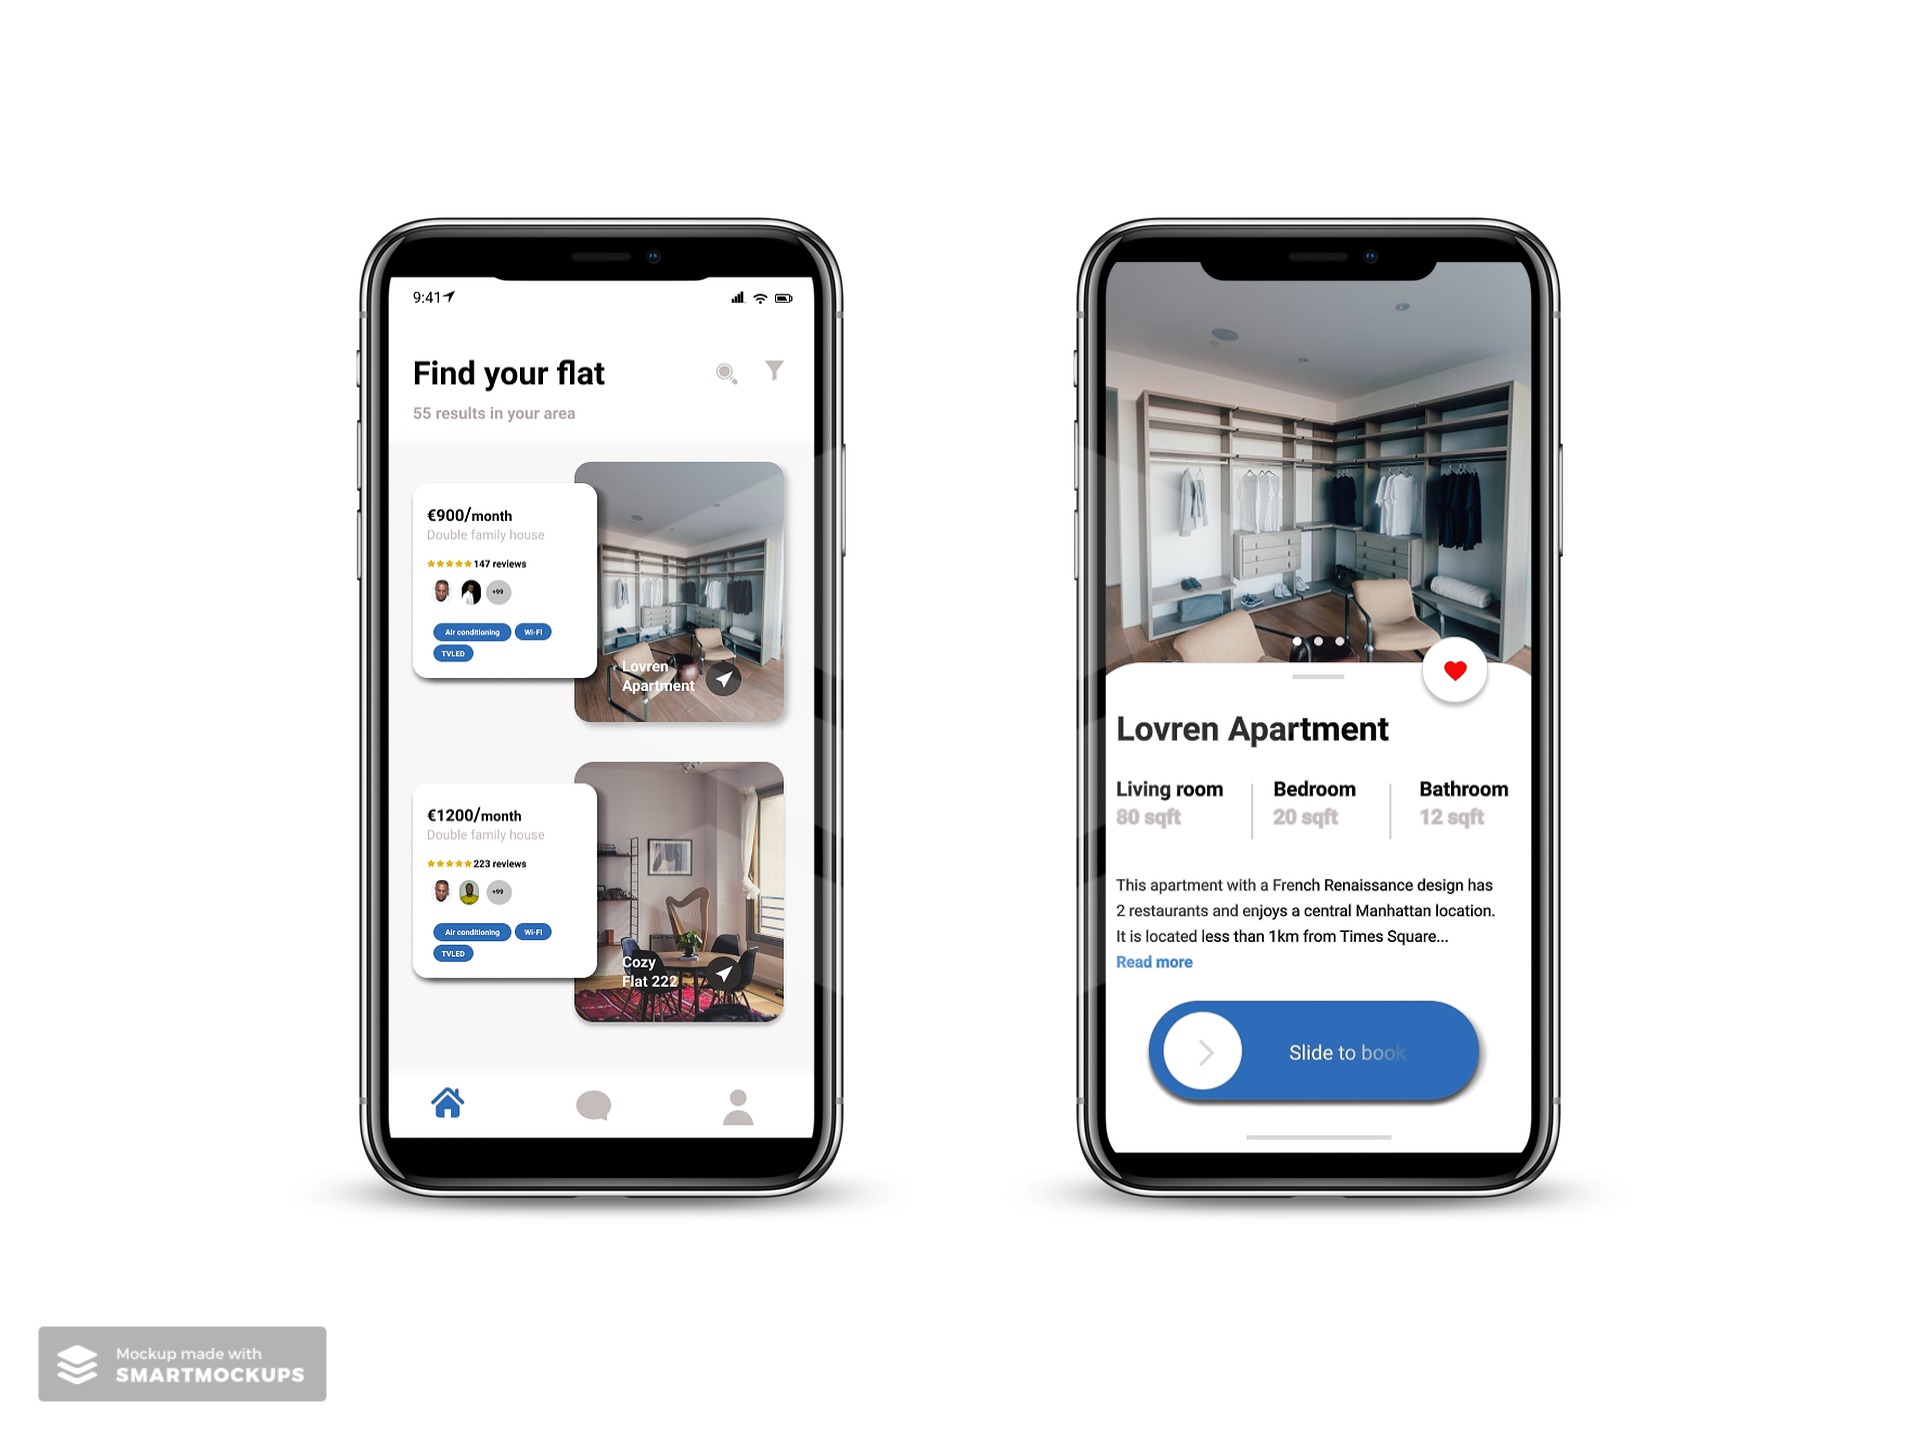 9:41
Find your flat
55 results in your area
€900/month
Double family house
147 reviews
+99
Air conditioning Wi-Fi
TVLED
Lovren
Apartment
€1200/month
Double family house
223 reviews
+99
Air conditioning Wi-Fi
TVLED
Cozy
Flat 222
Lovren Apartment
Living room Bedroom Bathroom
80 sqft 20 sqft 12 sqft
This apartment with a French Renaissance design has
2 restaurants and enjoys a central Manhattan location.
It is located less than 1km from Times Square...
Read more
Slide to book
Mockup made with
SMARTMOCKUPS